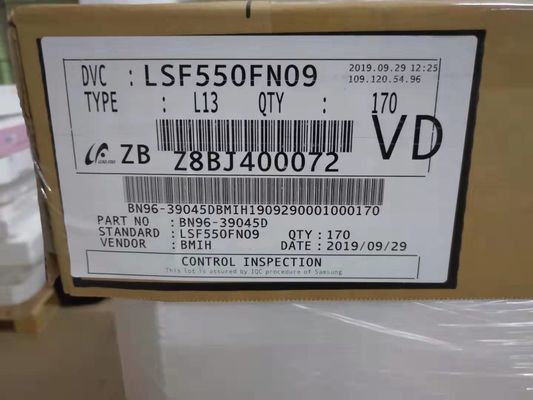 DVC : LSF550FN09
2019.09.29 12:25
109.120.54.96
TYPE : L13 QTY : 170
ZB Z8BJ400072
VD
BN96-39045DBMIH1909290001000170
PART NO : BN96-39045D
STANDARD : LSF550FN09 QTY : 170
VENDOR : BMIH DATE : 2019/09/29
CONTROL INSPECTION
This lot is assured by IQC procedure of Samsung